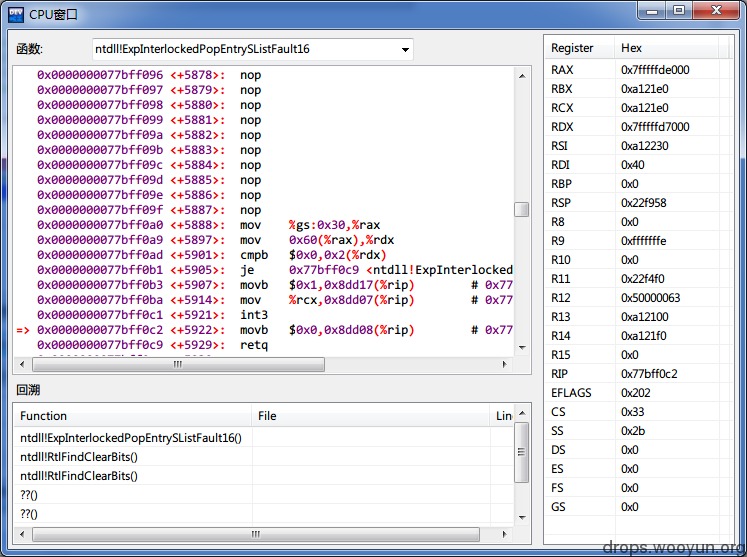 CPU窗口
函数:
ntdll!ExpInterlockedPopEntrySListFault16
0x0000000077bff096 <+5878>: nop
0x0000000077bff097 <+5879>: nop
0x0000000077bff098 <+5880>: nop
0x0000000077bff099 <+5881>: nop
0x0000000077bff09a <+5882>: nop
0x0000000077bff09b <+5883>: nop
0x0000000077bff09c <+5884>: nop
0x0000000077bff09d <+5885>: nop
0x0000000077bff09e <+5886>: nop
0x0000000077bff09f <+5887>: nop
0x0000000077bff0a0 <+5888>: mov %gs:0x30,%rax
0x0000000077bff0a9 <+5897>: mov 0x60(%rax),%rdx
0x0000000077bff0ad <+5901>: cmpb $0x0,0x2(%rdx)
0x0000000077bff0b1 <+5905>: je 0x77bff0c9 <ntdll!ExpInterlocked
0x0000000077bff0b3 <+5907>: movb $0x1,0x8dd17(%rip) # 0x77
0x0000000077bff0ba <+5914>: mov %rcx,0x8dd07(%rip) # 0x77
0x0000000077bff0c1 <+5921>: int3
=> 0x0000000077bff0c2 <+5922>: movb $0x0,0x8dd08(%rip) # 0x77
0x0000000077bff0c9 <+5929>: retq
回溯
Function File Line
ntdll!ExpInterlockedPopEntrySListFault16()
ntdll!RtlFindClearBits()
ntdll!RtlFindClearBits()
??()
??()
Register Hex
RAX 0x7fffffde000
RBX 0xa121e0
RCX 0xa121e0
RDX 0x7fffffd7000
RSI 0xa12230
RDI 0x40
RBP 0x0
RSP 0x22f958
R8 0x0
R9 0xfffffffe
R10 0x0
R11 0x22f4f0
R12 0x50000063
R13 0xa12100
R14 0xa121f0
R15 0x0
RIP 0x77bff0c2
EFLAGS 0x202
CS 0x33
SS 0x2b
DS 0x0
ES 0x0
FS 0x0
GS 0x0
drops.wooyun.org